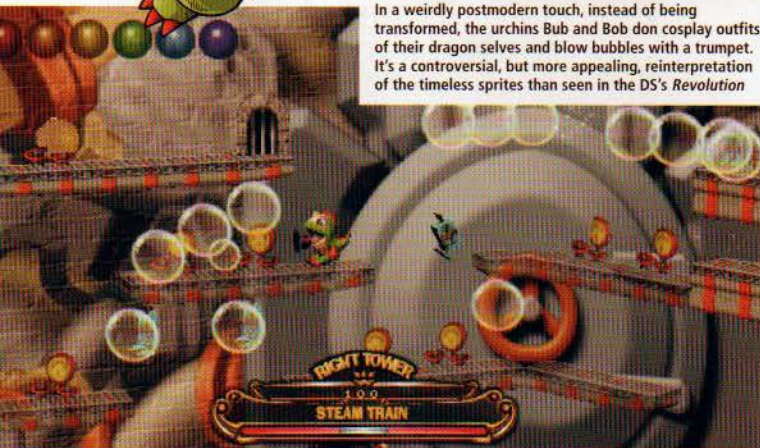 In a weirdly postmodern touch, instead of being
transformed, the urchins Bub and Bob don cosplay outfits
of their dragon selves and blow bubbles with a trumpet.
It's a controversial, but more appealing, reinterpretation
of the timeless sprites than seen in the DS's Revolution
RIGHT TOWER
100
STEAM TRAIN